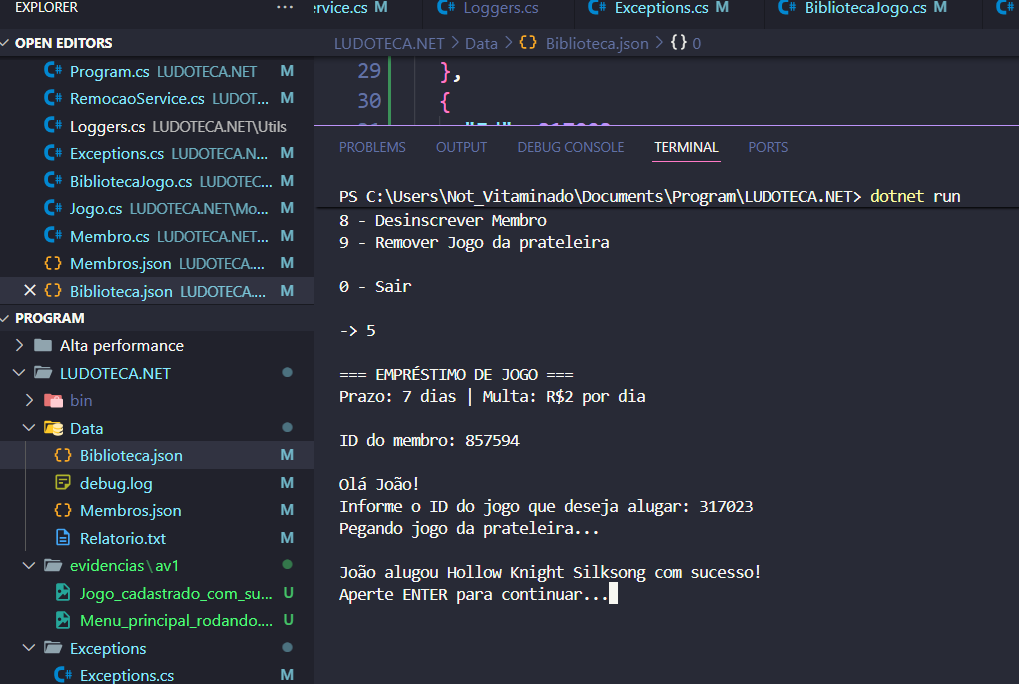 EXPLORER
...
OPEN EDITORS
C# Program.cs LUDOTECA.NET M
C# RemocaoService.cs LUDOT... M
C# Loggers.cs LUDOTECA.NET\Utils
C# Exceptions.cs LUDOTECA.N... M
C# BibliotecaJogo.cs LUDOTEC... M
C# Jogo.cs LUDOTECA.NET\Mo... M
C# Membro.cs LUDOTECA.NET... M
{} Membros.json LUDOTECA.... M
{} Biblioteca.json LUDOTECA.... M
PROGRAM
Alta performance
LUDOTECA.NET
bin
Data
{} Biblioteca.json M
debug.log M
{} Membros.json M
Relatorio.txt M
evidencias\av1
Jogo_cadastrado_com_su... U
Menu_principal_rodando.... U
Exceptions
C# Exceptions.cs M
ervice.cs M C# Loggers.cs C# Exceptions.cs M C# BibliotecaJogo.cs M C#
LUDOTECA.NET > Data > {} Biblioteca.json > {} 0
29 },
30 {
PROBLEMS OUTPUT DEBUG CONSOLE TERMINAL PORTS
PS C:\Users\Not_Vitaminado\Documents\Program\LUDOTECA.NET> dotnet run
8 - Desinscrever Membro
9 - Remover Jogo da prateleira
0 - Sair
-> 5
=== EMPRÉSTIMO DE JOGO ===
Prazo: 7 dias | Multa: R$2 por dia
ID do membro: 857594
Olá João!
Informe o ID do jogo que deseja alugar: 317023
Pegando jogo da prateleira...
João alugou Hollow Knight Silksong com sucesso!
Aperte ENTER para continuar...